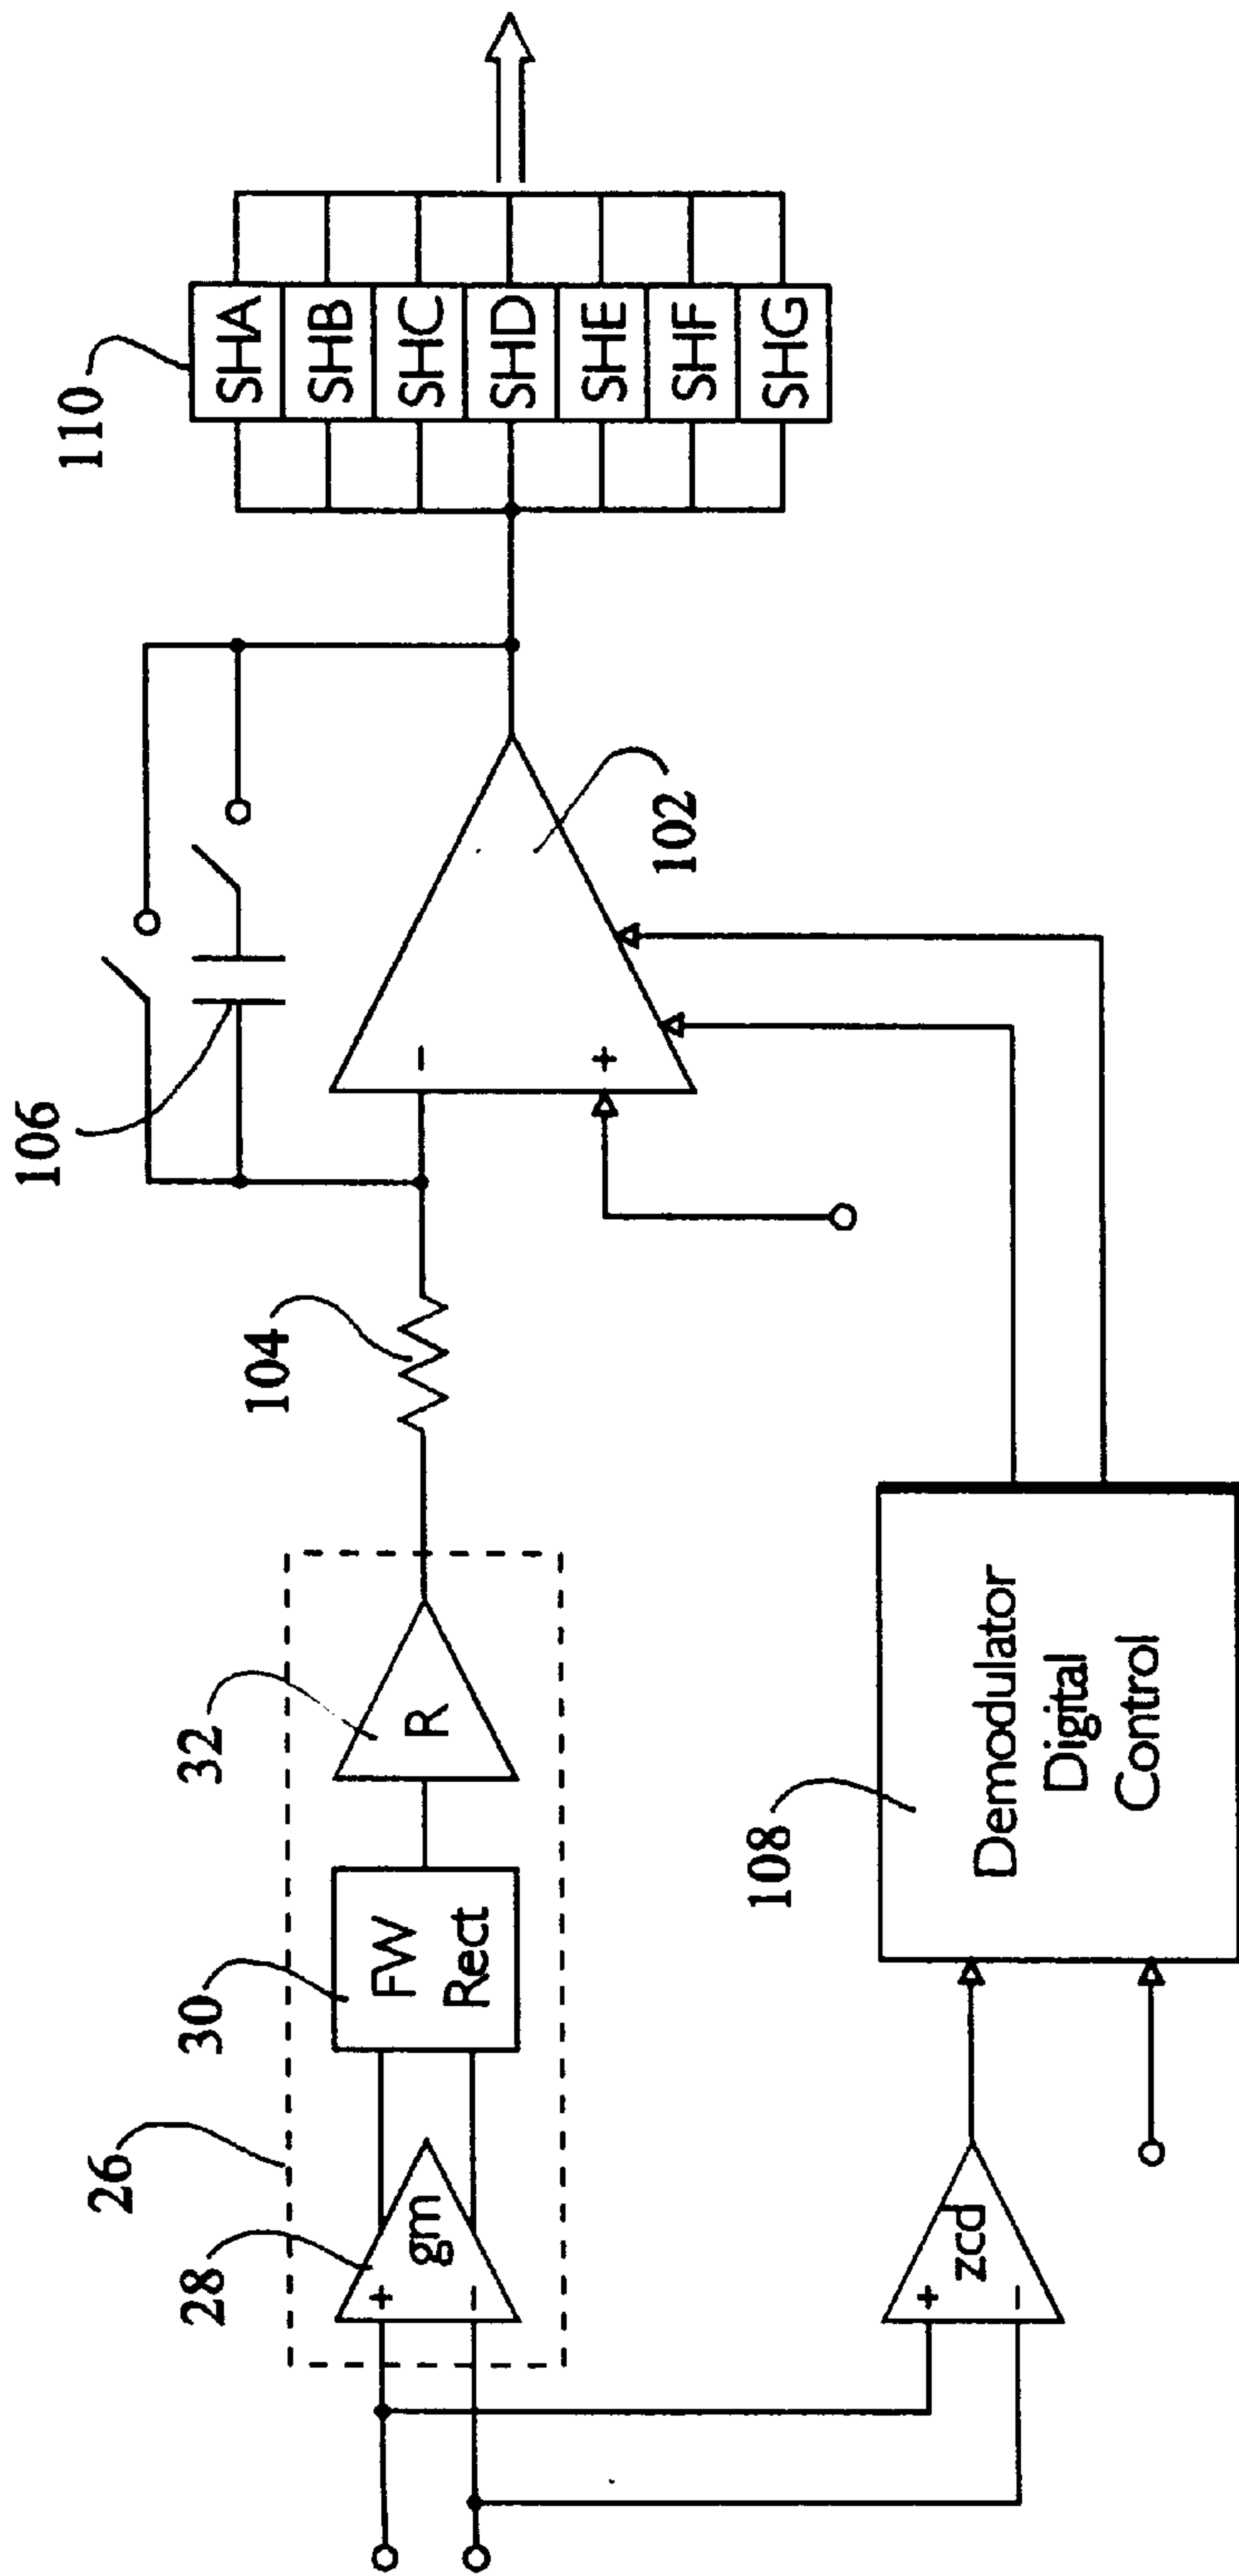 26
28
+
−
gm
30
FW
Rect
32
R
104
106
−
+
102
110
SHA
SHB
SHC
SHD
SHE
SHF
SHG
+
−
zcd
108
Demodulator
Digital
Control